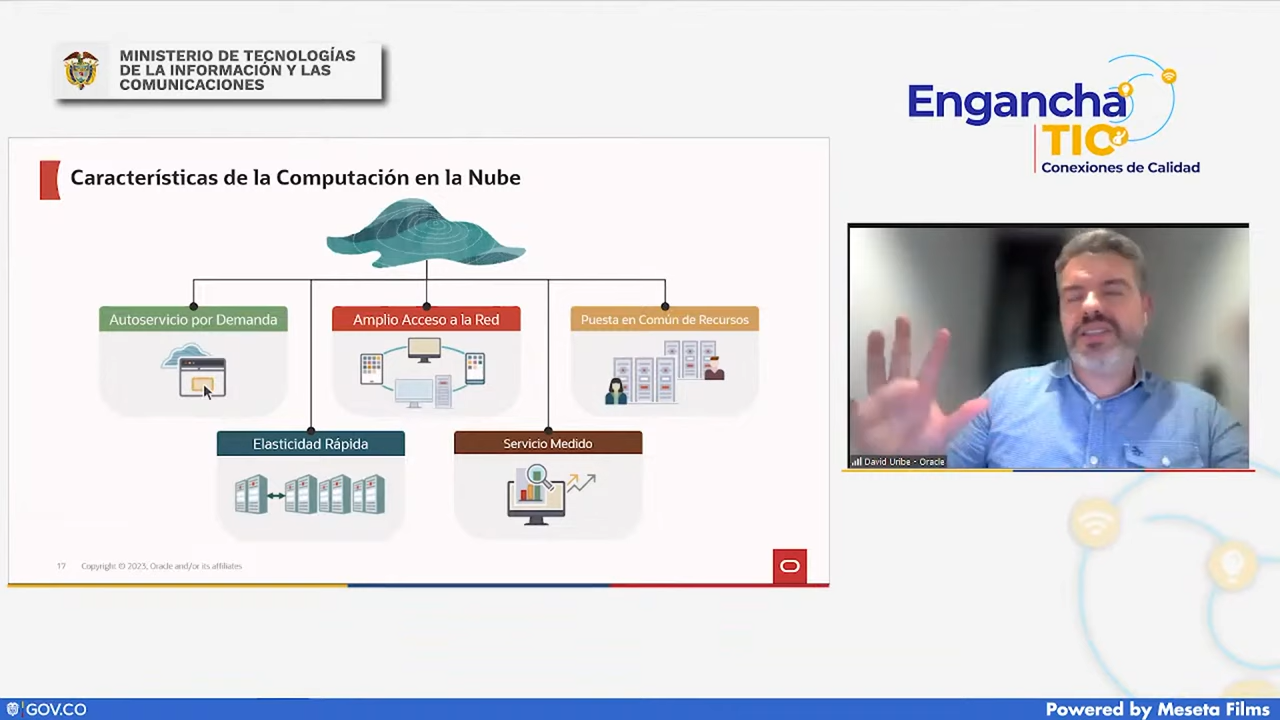 MINISTERIO DE TECNOLOGÍAS
DE LA INFORMACIÓN Y LAS
COMUNICACIONES
Engancha
TIC
Conexiones de Calidad
Características de la Computación en la Nube
Autoservicio por Demanda
Amplio Acceso a la Red
Puesta en Común de Recursos
Elasticidad Rápida
Servicio Medido
17 Copyright © 2023, Oracle and/or its affiliates
David Uribe - Oracle
GOV.CO
Powered by Meseta Films